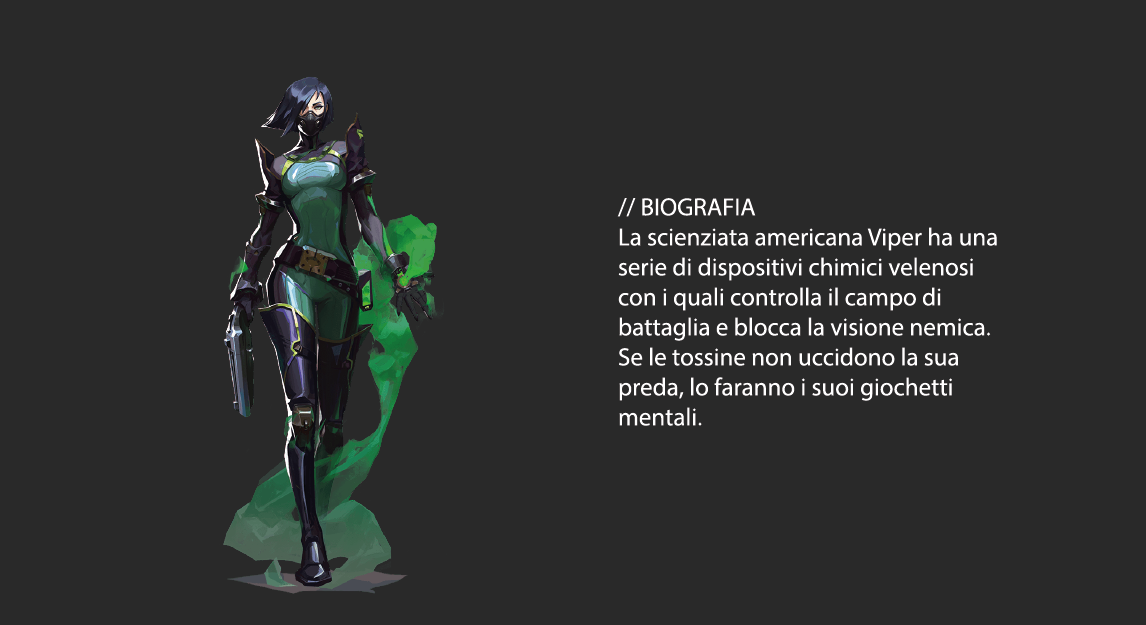 // BIOGRAFIA
La scienziata americana Viper ha una
serie di dispositivi chimici velenosi
con i quali controlla il campo di
battaglia e blocca la visione nemica.
Se le tossine non uccidono la sua
preda, lo faranno i suoi giochetti
mentali.